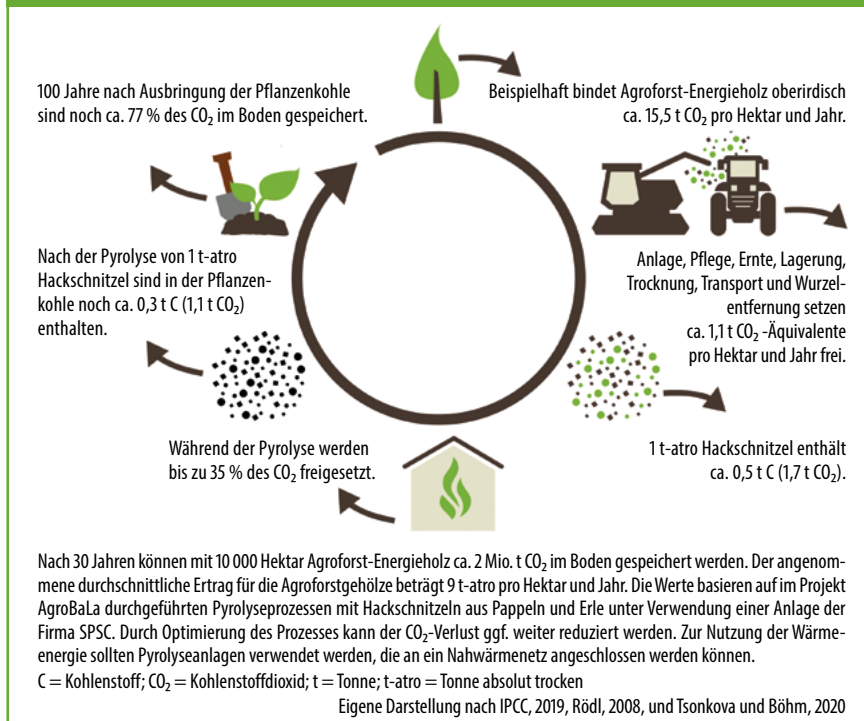 100 Jahre nach Ausbringung der Pflanzenkohle
sind noch ca. 77 % des CO₂ im Boden gespeichert.
Beispielhaft bindet Agroforst-Energieholz oberirdisch
ca. 15,5 t CO₂ pro Hektar und Jahr.
Anlage, Pflege, Ernte, Lagerung,
Trocknung, Transport und Wurzel-
entfernung setzen
ca. 1,1 t CO₂ -Äquivalente
pro Hektar und Jahr frei.
1 t-atro Hackschnitzel enthält
ca. 0,5 t C (1,7 t CO₂).
Während der Pyrolyse werden
bis zu 35 % des CO₂ freigesetzt.
Nach der Pyrolyse von 1 t-atro
Hackschnitzel sind in der Pflanzen-
kohle noch ca. 0,3 t C (1,1 t CO₂)
enthalten.
Nach 30 Jahren können mit 10 000 Hektar Agroforst-Energieholz ca. 2 Mio. t CO₂ im Boden gespeichert werden. Der angenom-
mene durchschnittliche Ertrag für die Agroforstgehölze beträgt 9 t-atro pro Hektar und Jahr. Die Werte basieren auf im Projekt
AgroBaLa durchgeführten Pyrolyseprozessen mit Hackschnitzeln aus Pappeln und Erle unter Verwendung einer Anlage der
Firma SPSC. Durch Optimierung des Prozesses kann der CO₂-Verlust ggf. weiter reduziert werden. Zur Nutzung der Wärme-
energie sollten Pyrolyseanlagen verwendet werden, die an ein Nahwärmenetz angeschlossen werden können.
C = Kohlenstoff; CO₂ = Kohlenstoffdioxid; t = Tonne; t-atro = Tonne absolut trocken
Eigene Darstellung nach IPCC, 2019, Rödl, 2008, und Tsonkova und Böhm, 2020